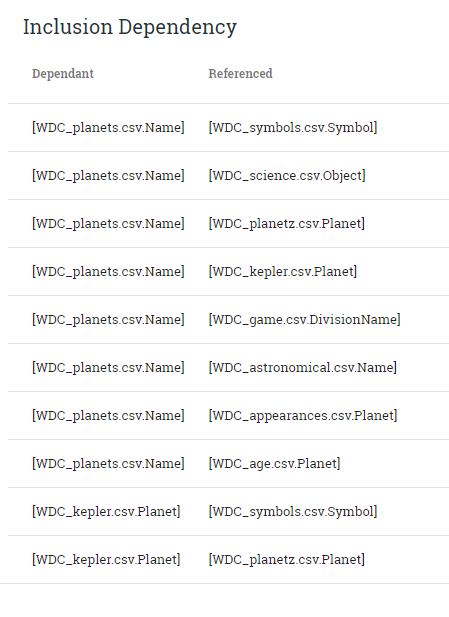 Inclusion Dependency
Dependant Referenced
[WDC_planets.csv.Name] [WDC_symbols.csv.Symbol]
[WDC_planets.csv.Name] [WDC_science.csv.Object]
[WDC_planets.csv.Name] [WDC_planetz.csv.Planet]
[WDC_planets.csv.Name] [WDC_kepler.csv.Planet]
[WDC_planets.csv.Name] [WDC_game.csv.DivisionName]
[WDC_planets.csv.Name] [WDC_astronomical.csv.Name]
[WDC_planets.csv.Name] [WDC_appearances.csv.Planet]
[WDC_planets.csv.Name] [WDC_age.csv.Planet]
[WDC_kepler.csv.Planet] [WDC_symbols.csv.Symbol]
[WDC_kepler.csv.Planet] [WDC_planetz.csv.Planet]